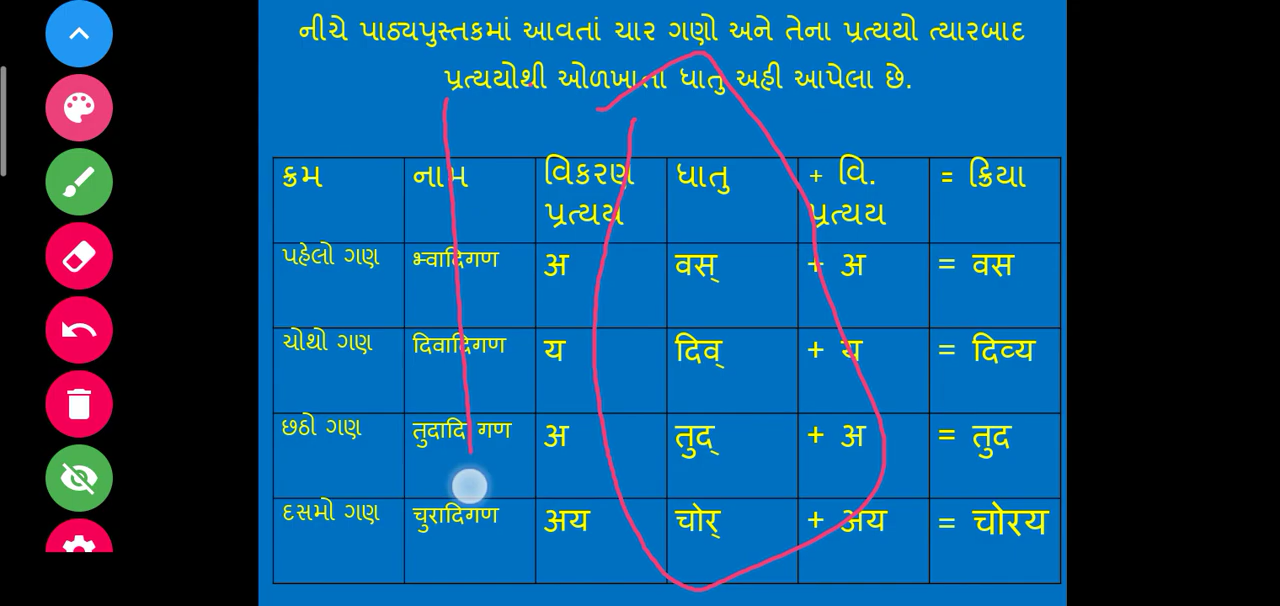 નીચે પાઠ્યપુસ્તકમાં આવતાં ચાર ગણો અને તેના પ્રત્યયો ત્યારબાદ
પ્રત્યયોથી ઓળખાતા ધાતુ અહી આપેલા છે.
ક્રમ નામ વિકરણ પ્રત્યય ધાતુ + વિ. પ્રત્યય = ક્રિયા
પહેલો ગણ भ्वादिगण अ वस् + अ = वस
ચોથો ગણ दिवादिगण य दिव् + य = दिव्य
છઠો ગણ तुदादि गण अ तुद् + अ = तुद
દસમો ગણ चुरादिगण अय चोर् + अय = चोरय